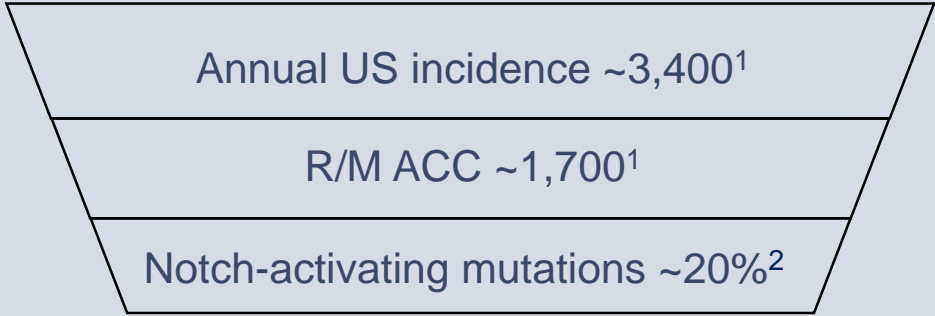 Annual US incidence ~3,400¹
R/M ACC ~1,700¹
Notch-activating mutations ~20%²